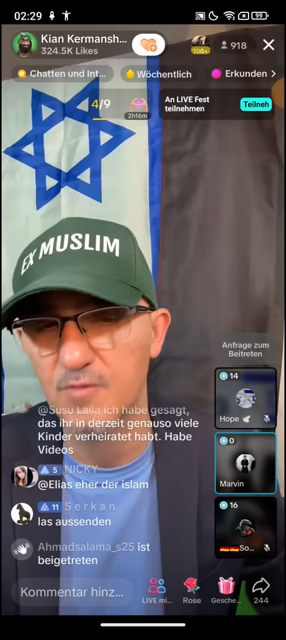 02:29
99
Kian Kermansh...
324.5K Likes
100+
918
Chatten und Int...
Wöchentlich
Erkunden
4/9
2h16m
An LIVE Fest
teilnehmen
Teilneh
EX MUSLIM
Anfrage zum
Beitreten
14
Hope
0
Marvin
16
So...
@Susu Laila ich habe gesagt,
das ihr in derzeit genauso viele
Kinder verheiratet habt. Habe
Videos
5 NICKY
@Elias eher der islam
11 Serkan
las aussenden
Ahmadsalama_s25 ist
beigetreten
Kommentar hinz...
LIVE mi...
Rose
Gesche...
244